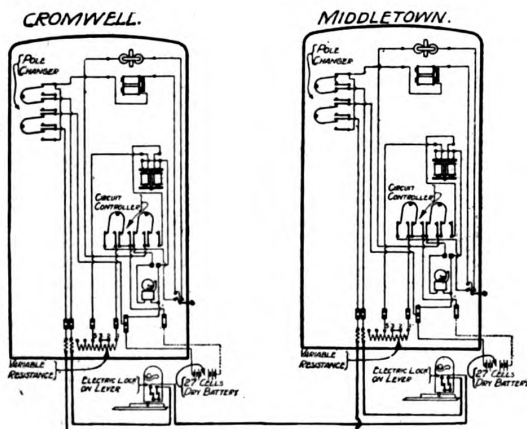 CROMWELL.
POLE
CHANGER
CIRCUIT
CONTROLLER
VARIABLE
RESISTANCE
ELECTRIC LOCK
ON LEVER
27 CELLS
DRY BATTERY
MIDDLETOWN.
POLE
CHANGER
CIRCUIT
CONTROLLER
VARIABLE
RESISTANCE
ELECTRIC LOCK
ON LEVER
27 CELLS
DRY BATTERY